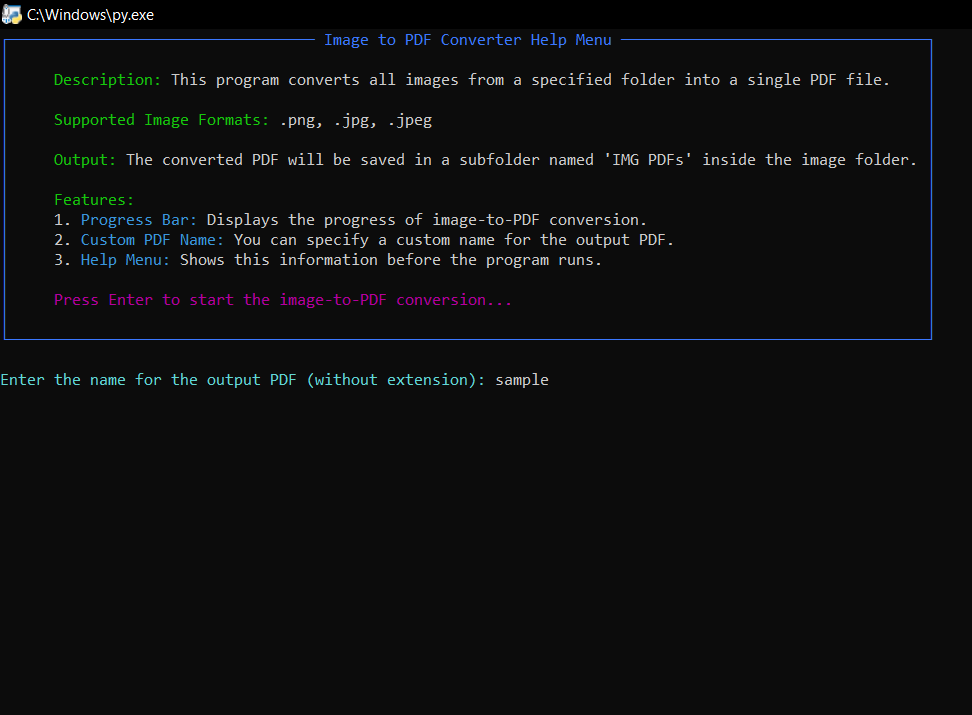 C:\Windows\py.exe
Image to PDF Converter Help Menu
Description: This program converts all images from a specified folder into a single PDF file.
Supported Image Formats: .png, .jpg, .jpeg
Output: The converted PDF will be saved in a subfolder named 'IMG PDFs' inside the image folder.
Features:
1. Progress Bar: Displays the progress of image-to-PDF conversion.
2. Custom PDF Name: You can specify a custom name for the output PDF.
3. Help Menu: Shows this information before the program runs.
Press Enter to start the image-to-PDF conversion...
Enter the name for the output PDF (without extension): sample